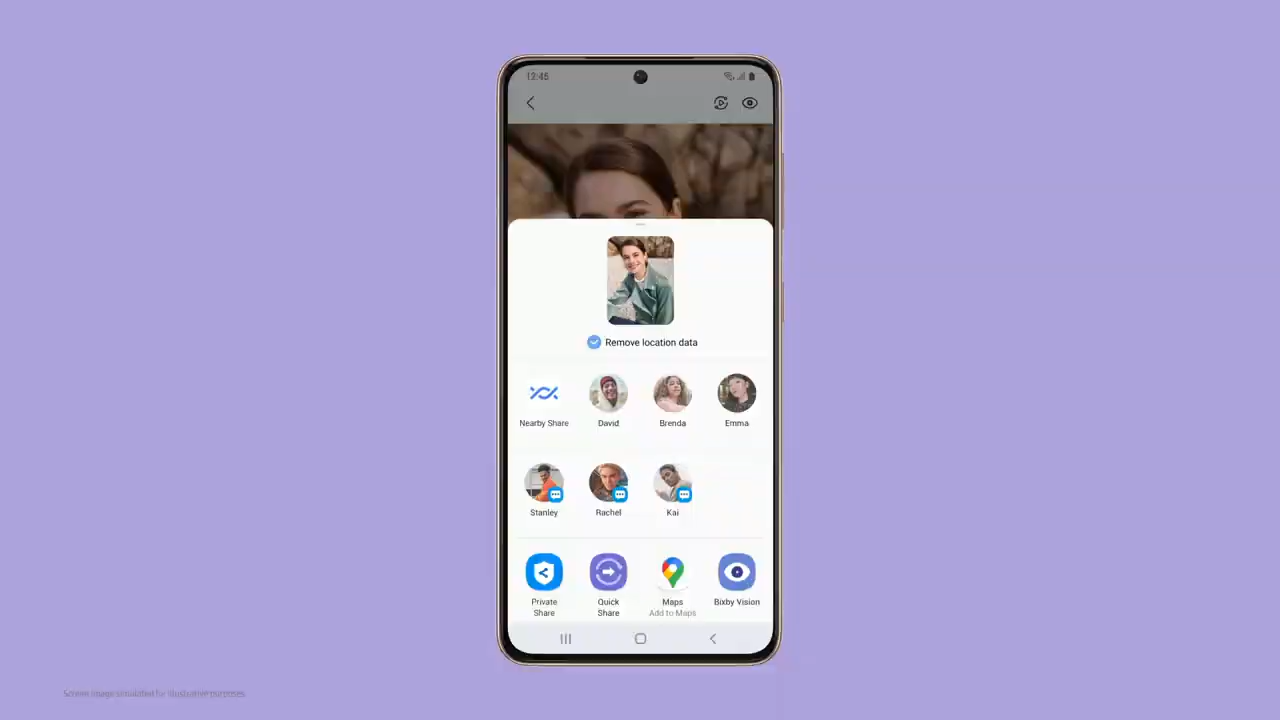 12:45
Remove location data
Nearby Share
David
Brenda
Emma
Stanley
Rachel
Kai
Private
Share
Quick
Share
Maps
Add to Maps
Bixby Vision
Screen image simulated for illustrative purposes.